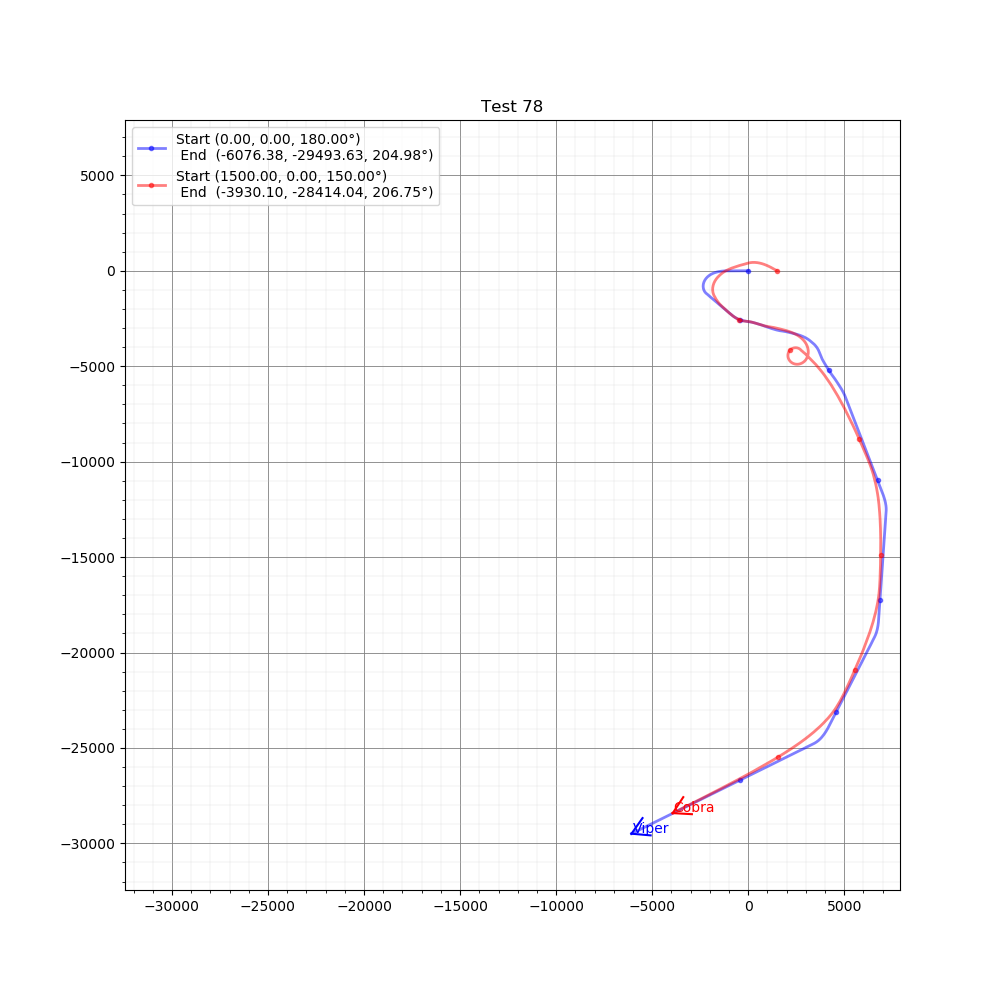 Test 78
Start (0.00, 0.00, 180.00°)
End  (-6076.38, -29493.63, 204.98°)
Start (1500.00, 0.00, 150.00°)
End  (-3930.10, -28414.04, 206.75°)
5000
0
−5000
−10000
−15000
−20000
−25000
−30000
Cobra
Viper
−30000 −25000 −20000 −15000 −10000 −5000 0 5000